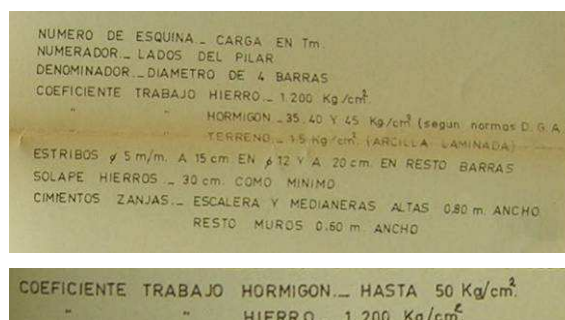 NUMERO DE ESQUINA._ CARGA EN Tm.
NUMERADOR._ LADOS DEL PILAR
DENOMINADOR._ DIAMETRO DE 4 BARRAS
COEFICIENTE TRABAJO HIERRO._ 1.200 Kg/cm².
" " HORMIGON._ 35, 40 Y 45 Kg/cm² (segun normas D.G.A.
TERRENO._ 1.5 Kg/cm² (ARCILLA LAMINADA)
ESTRIBOS ø 5 m/m. A 15 cm EN ø 12 Y A 20 cm. EN RESTO BARRAS
SOLAPE HIERROS._ 30 cm. COMO MINIMO
CIMIENTOS ZANJAS._ ESCALERA Y MEDIANERAS ALTAS 0.80 m. ANCHO
RESTO MUROS 0.60 m. ANCHO
COEFICIENTE TRABAJO HORMIGON._ HASTA 50 Kg/cm².
" " HIERRO 1.200 Kg/cm²